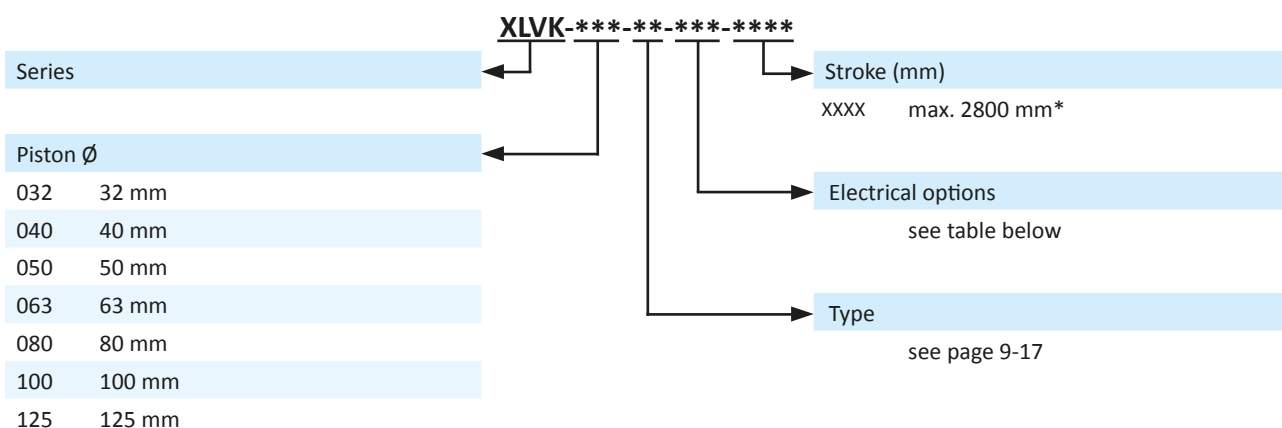 XLVK-***-**-***-****
Series
Piston Ø
032 32 mm
040 40 mm
050 50 mm
063 63 mm
080 80 mm
100 100 mm
125 125 mm
Stroke (mm)
XXXX max. 2800 mm*
Electrical options
see table below
Type
see page 9-17